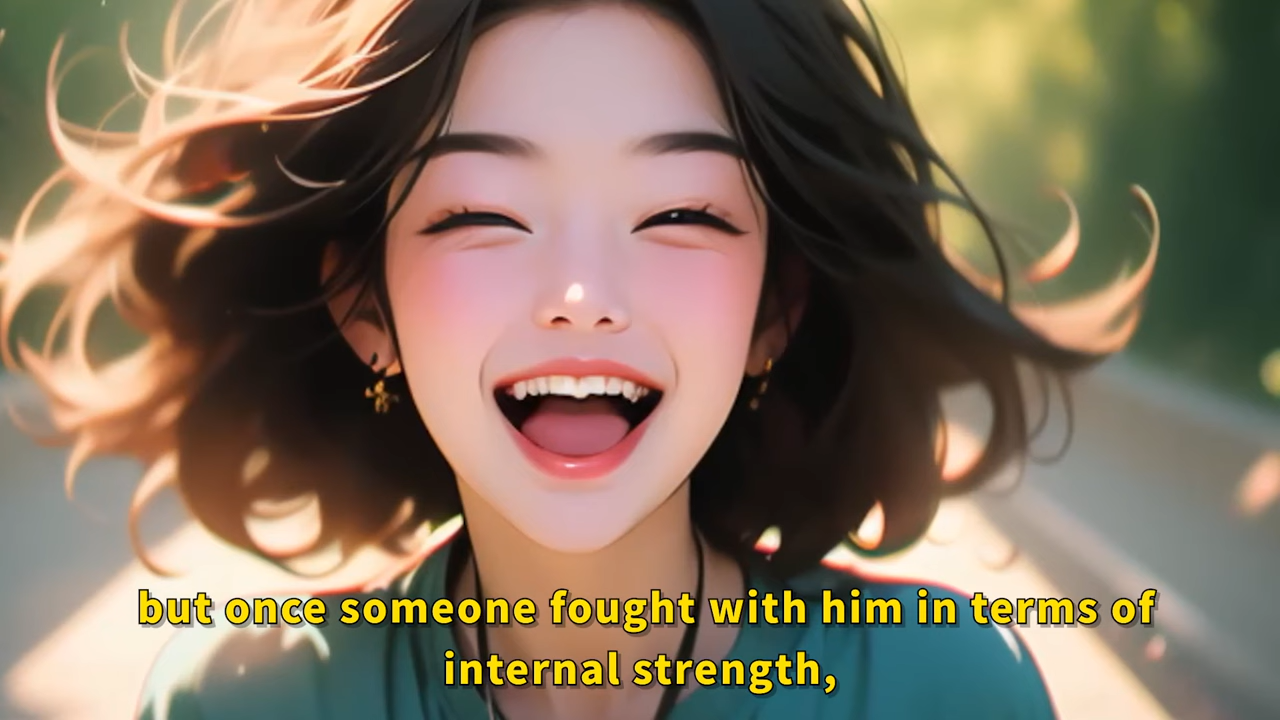 but once someone fought with him in terms of
internal strength,